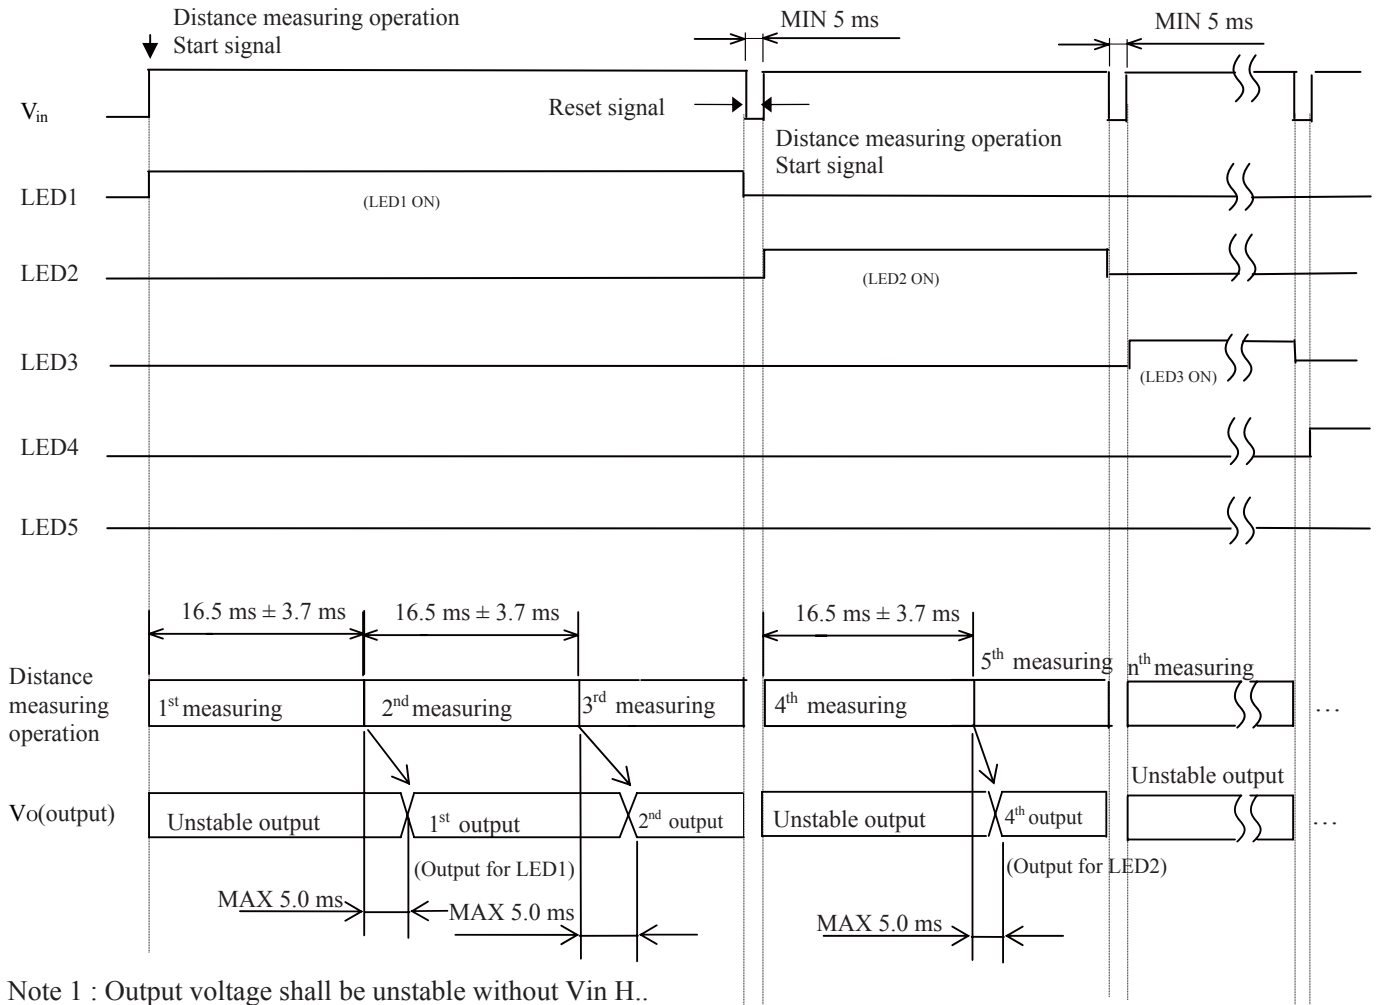 Distance measuring operation
Start signal
MIN 5 ms
MIN 5 ms
Vin
Reset signal
Distance measuring operation
Start signal
LED1
(LED1 ON)
LED2
(LED2 ON)
LED3
(LED3 ON)
LED4
LED5
16.5 ms ± 3.7 ms
16.5 ms ± 3.7 ms
16.5 ms ± 3.7 ms
Distance
measuring
operation
1st measuring
2nd measuring
3rd measuring
4th measuring
5th measuring
nth measuring
...
Vo(output)
Unstable output
1st output
2nd output
Unstable output
4th output
Unstable output
...
(Output for LED1)
(Output for LED2)
MAX 5.0 ms
MAX 5.0 ms
MAX 5.0 ms
Note 1 : Output voltage shall be unstable without Vin H..